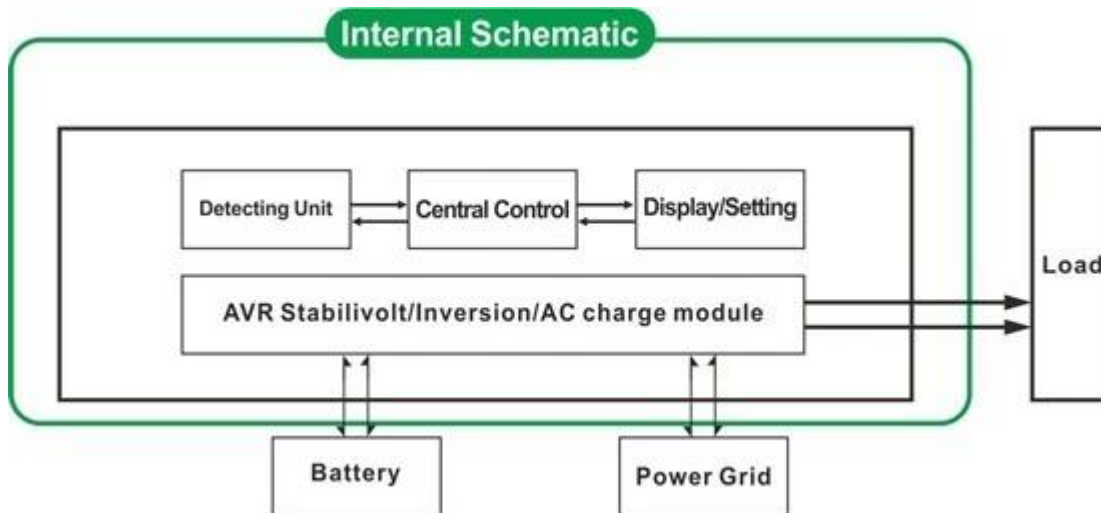 Internal Schematic
Detecting Unit
Central Control
Display/Setting
Load
AVR Stabilivolt/Inversion/AC charge module
Battery
Power Grid